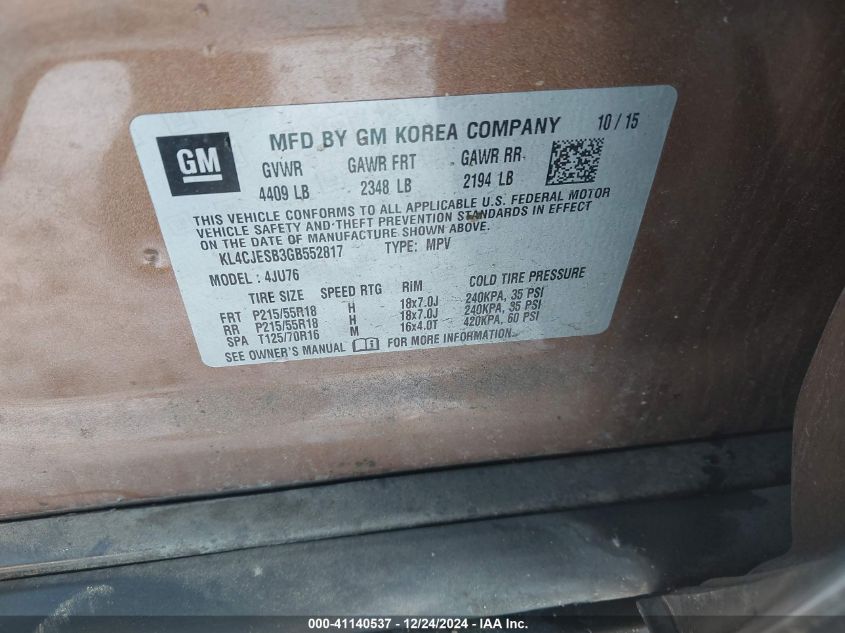 GM
MFD BY GM KOREA COMPANY 10 / 15
GVWR GAWR FRT GAWR RR
4409 LB 2348 LB 2194 LB
THIS VEHICLE CONFORMS TO ALL APPLICABLE U.S. FEDERAL MOTOR
VEHICLE SAFETY AND THEFT PREVENTION STANDARDS IN EFFECT
ON THE DATE OF MANUFACTURE SHOWN ABOVE.
KL4CJESB3GB552817 TYPE: MPV
MODEL : 4JU76
TIRE SIZE SPEED RTG RIM COLD TIRE PRESSURE
FRT P215/55R18 H 18x7.0J 240KPA, 35 PSI
RR P215/55R18 H 18x7.0J 240KPA, 35 PSI
SPA T125/70R16 M 16x4.0T 420KPA, 60 PSI
SEE OWNER'S MANUAL i FOR MORE INFORMATION.
000-41140537 - 12/24/2024 - IAA Inc.